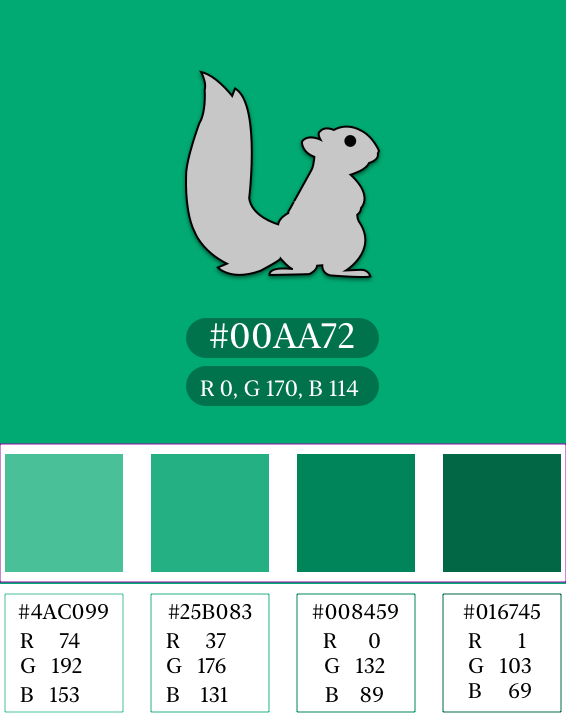 #00AA72
R 0, G 170, B 114
#4AC099
R 74
G 192
B 153
#25B083
R 37
G 176
B 131
#008459
R 0
G 132
B 89
#016745
R 1
G 103
B 69